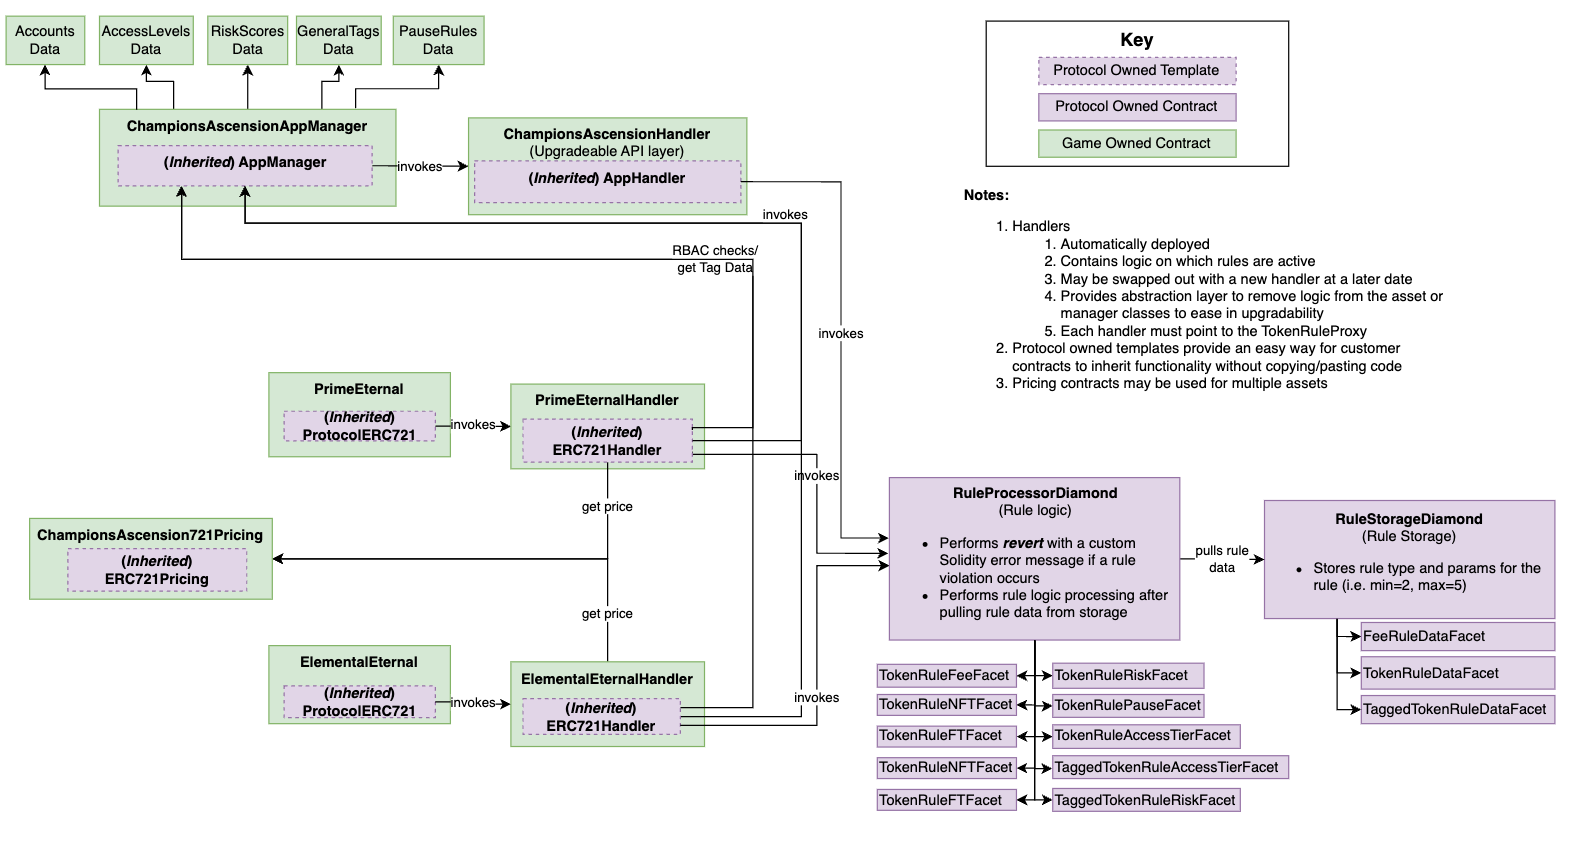 Accounts
Data
AccessLevels
Data
RiskScores
Data
GeneralTags
Data
PauseRules
Data
Key
Protocol Owned Template
Protocol Owned Contract
Game Owned Contract
ChampionsAscensionAppManager
(Inherited) AppManager
invokes
ChampionsAscensionHandler
(Upgradeable API layer)
(Inherited) AppHandler
invokes
RBAC checks/
get Tag Data
invokes
Notes:
1. Handlers
1. Automatically deployed
2. Contains logic on which rules are active
3. May be swapped out with a new handler at a later date
4. Provides abstraction layer to remove logic from the asset or
manager classes to ease in upgradability
5. Each handler must point to the TokenRuleProxy
2. Protocol owned templates provide an easy way for customer
contracts to inherit functionality without copying/pasting code
3. Pricing contracts may be used for multiple assets
PrimeEternal
(Inherited)
ProtocolERC721
invokes
PrimeEternalHandler
(Inherited)
ERC721Handler
invokes
get price
ChampionsAscension721Pricing
(Inherited)
ERC721Pricing
get price
ElementalEternal
(Inherited)
ProtocolERC721
invokes
ElementalEternalHandler
(Inherited)
ERC721Handler
invokes
RuleProcessorDiamond
(Rule logic)
• Performs revert with a custom
Solidity error message if a rule
violation occurs
• Performs rule logic processing after
pulling rule data from storage
pulls rule
data
RuleStorageDiamond
(Rule Storage)
• Stores rule type and params for the
rule (i.e. min=2, max=5)
FeeRuleDataFacet
TokenRuleDataFacet
TaggedTokenRuleDataFacet
TokenRuleFeeFacet
TokenRuleRiskFacet
TokenRuleNFTFacet
TokenRulePauseFacet
TokenRuleFTFacet
TokenRuleAccessTierFacet
TokenRuleNFTFacet
TaggedTokenRuleAccessTierFacet
TokenRuleFTFacet
TaggedTokenRuleRiskFacet